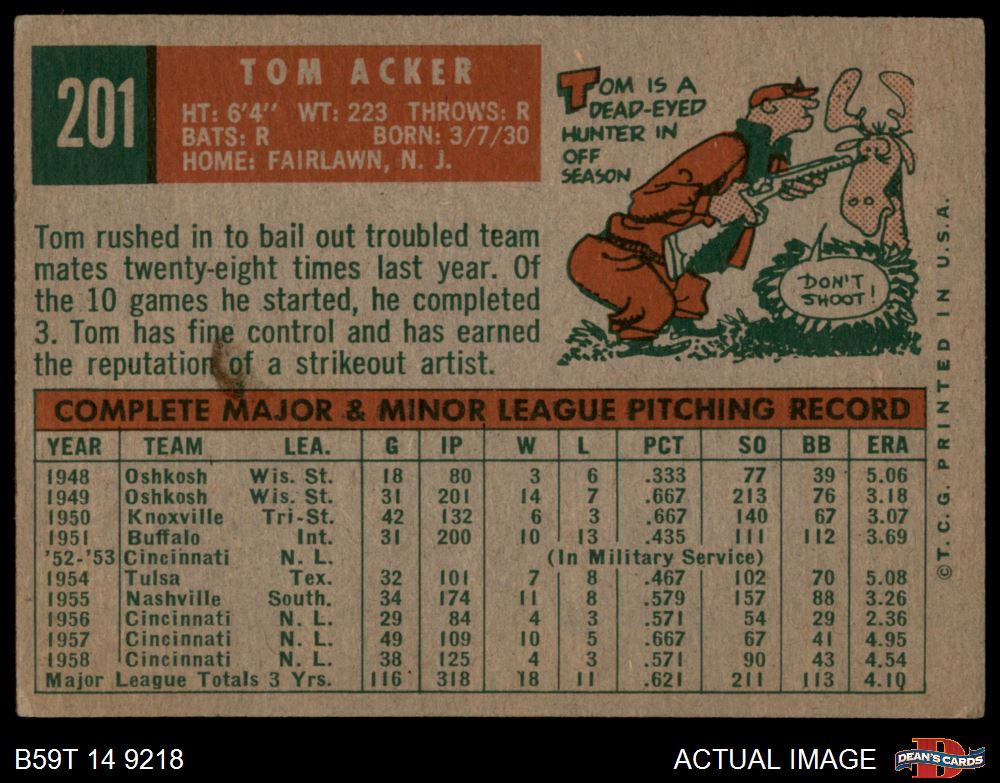 201
TOM ACKER
HT: 6'4" WT: 223 THROWS: R
BATS: R BORN: 3/7/30
HOME: FAIRLAWN, N. J.
TOM IS A
DEAD-EYED
HUNTER IN
OFF
SEASON
DON'T
SHOOT!
Tom rushed in to bail out troubled team
mates twenty-eight times last year. Of
the 10 games he started, he completed
3. Tom has fine control and has earned
the reputation of a strikeout artist.
COMPLETE MAJOR & MINOR LEAGUE PITCHING RECORD
YEAR TEAM LEA. G IP W L PCT SO BB ERA
1948 Oshkosh Wis. St. 18 80 3 6 .333 77 39 5.06
1949 Oshkosh Wis. St. 31 201 14 7 .667 213 76 3.18
1950 Knoxville Tri-St. 42 132 6 3 .667 140 67 3.07
1951 Buffalo Int. 31 200 10 13 .435 111 112 3.69
'52-'53 Cincinnati N. L. (In Military Service)
1954 Tulsa Tex. 32 101 7 8 .467 102 70 5.08
1955 Nashville South. 34 174 11 8 .579 157 88 3.26
1956 Cincinnati N. L. 29 84 4 3 .571 54 29 2.36
1957 Cincinnati N. L. 49 109 10 5 .667 67 41 4.95
1958 Cincinnati N. L. 38 125 4 3 .571 90 43 4.54
Major League Totals 3 Yrs. 116 318 18 11 .621 211 113 4.10
©T.C.G. PRINTED IN U.S.A.
B59T 14 9218
ACTUAL IMAGE
D
DEAN'S CARDS